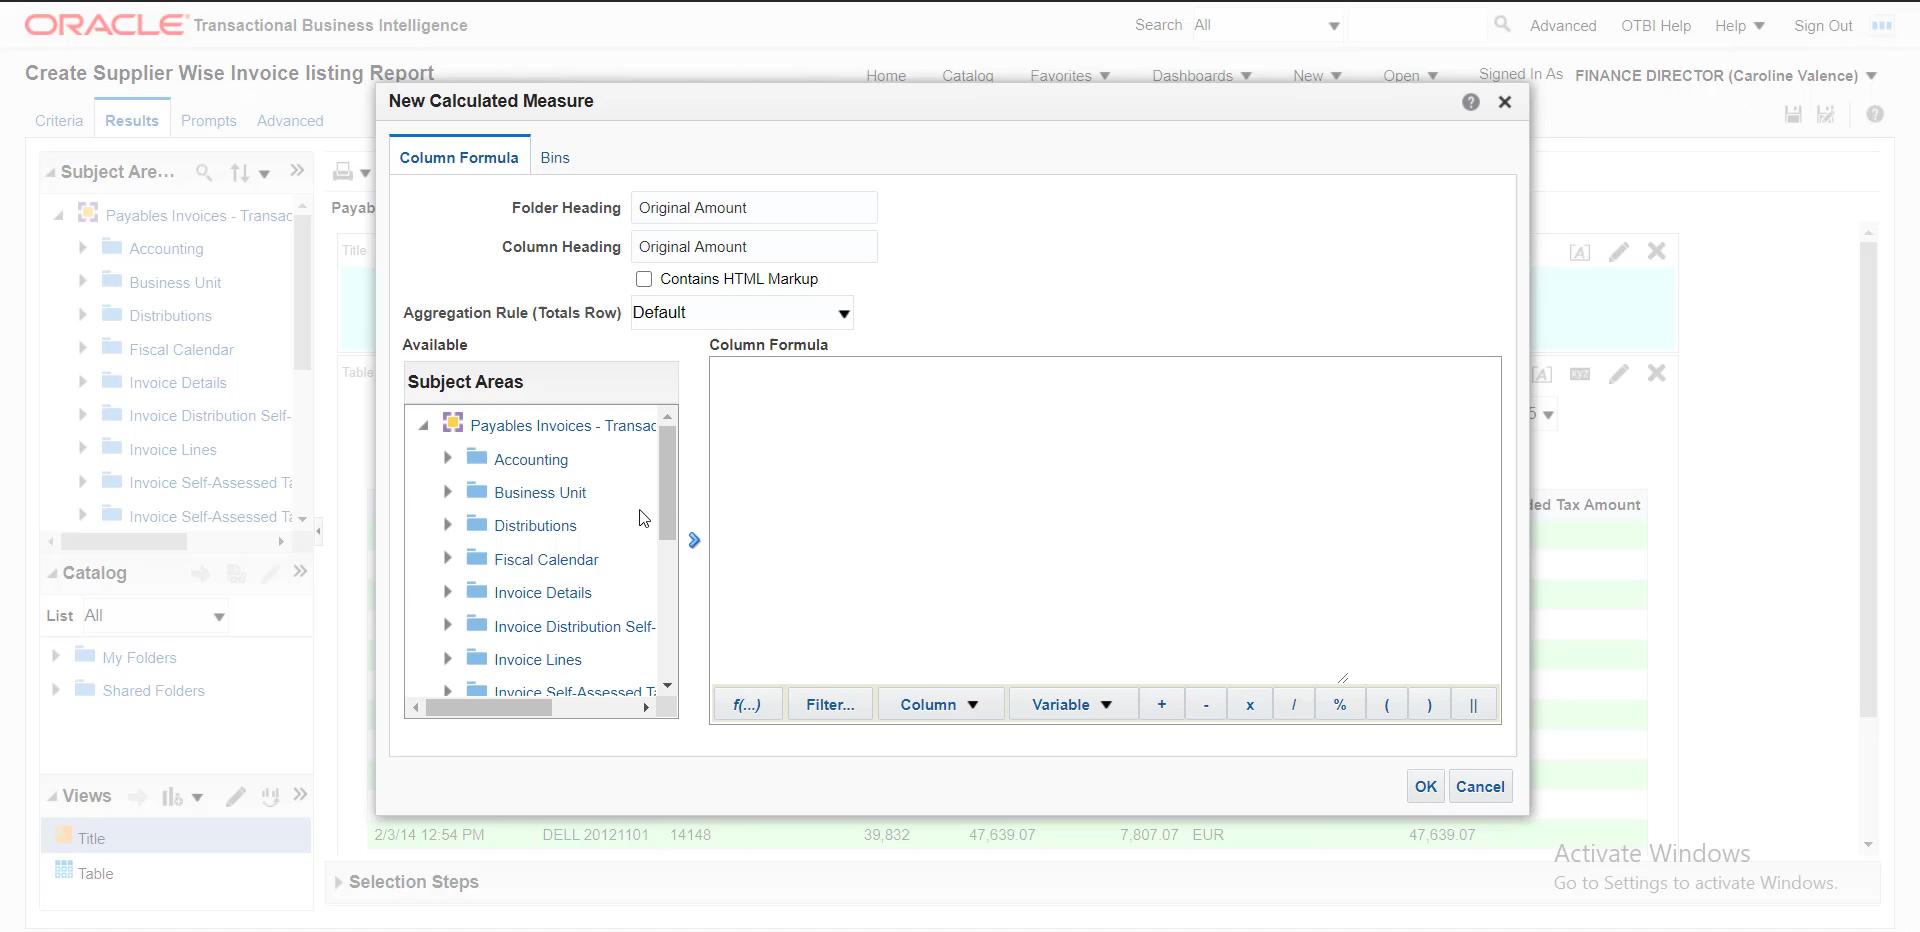 ORACLE Transactional Business Intelligence
Search All Advanced OTBI Help Help Sign Out
Create Supplier Wise Invoice listing Report
Home Catalog Favorites Dashboards New Open Signed In As FINANCE DIRECTOR (Caroline Valence)
Criteria Results Prompts Advanced
New Calculated Measure
Column Formula Bins
Folder Heading Original Amount
Column Heading Original Amount
Contains HTML Markup
Aggregation Rule (Totals Row) Default
Available
Subject Areas
Payables Invoices - Transac
Accounting
Business Unit
Distributions
Fiscal Calendar
Invoice Details
Invoice Distribution Self-
Invoice Lines
Invoice Self-Assessed Ta
Column Formula
f(...) Filter... Column Variable + - x / % ( ) ||
OK Cancel
Subject Are...
Payables Invoices - Transac
Accounting
Business Unit
Distributions
Fiscal Calendar
Invoice Details
Invoice Distribution Self-
Invoice Lines
Invoice Self-Assessed Ta
Invoice Self-Assessed Ta
Catalog
List All
My Folders
Shared Folders
Views
Title
Table
Payab
Title
Table
5
ded Tax Amount
2/3/14 12:54 PM DELL 20121101 14148 39,832 47,639.07 7,807.07 EUR 47,639.07
Selection Steps
Activate Windows
Go to Settings to activate Windows.